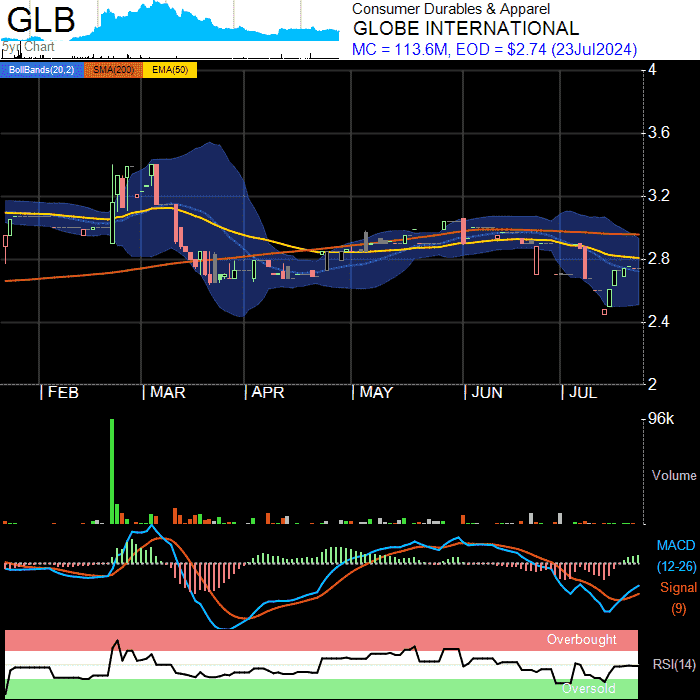 GLB
5yr Chart
Consumer Durables & Apparel
GLOBE INTERNATIONAL
MC = 113.6M, EOD = $2.74 (23Jul2024)
BollBands(20,2) SMA(200) EMA(50)
4
3.6
3.2
2.8
2.4
2
| FEB | MAR | APR | MAY | JUN | JUL
96k
Volume
MACD
(12-26)
Signal
(9)
Overbought
RSI(14)
Oversold